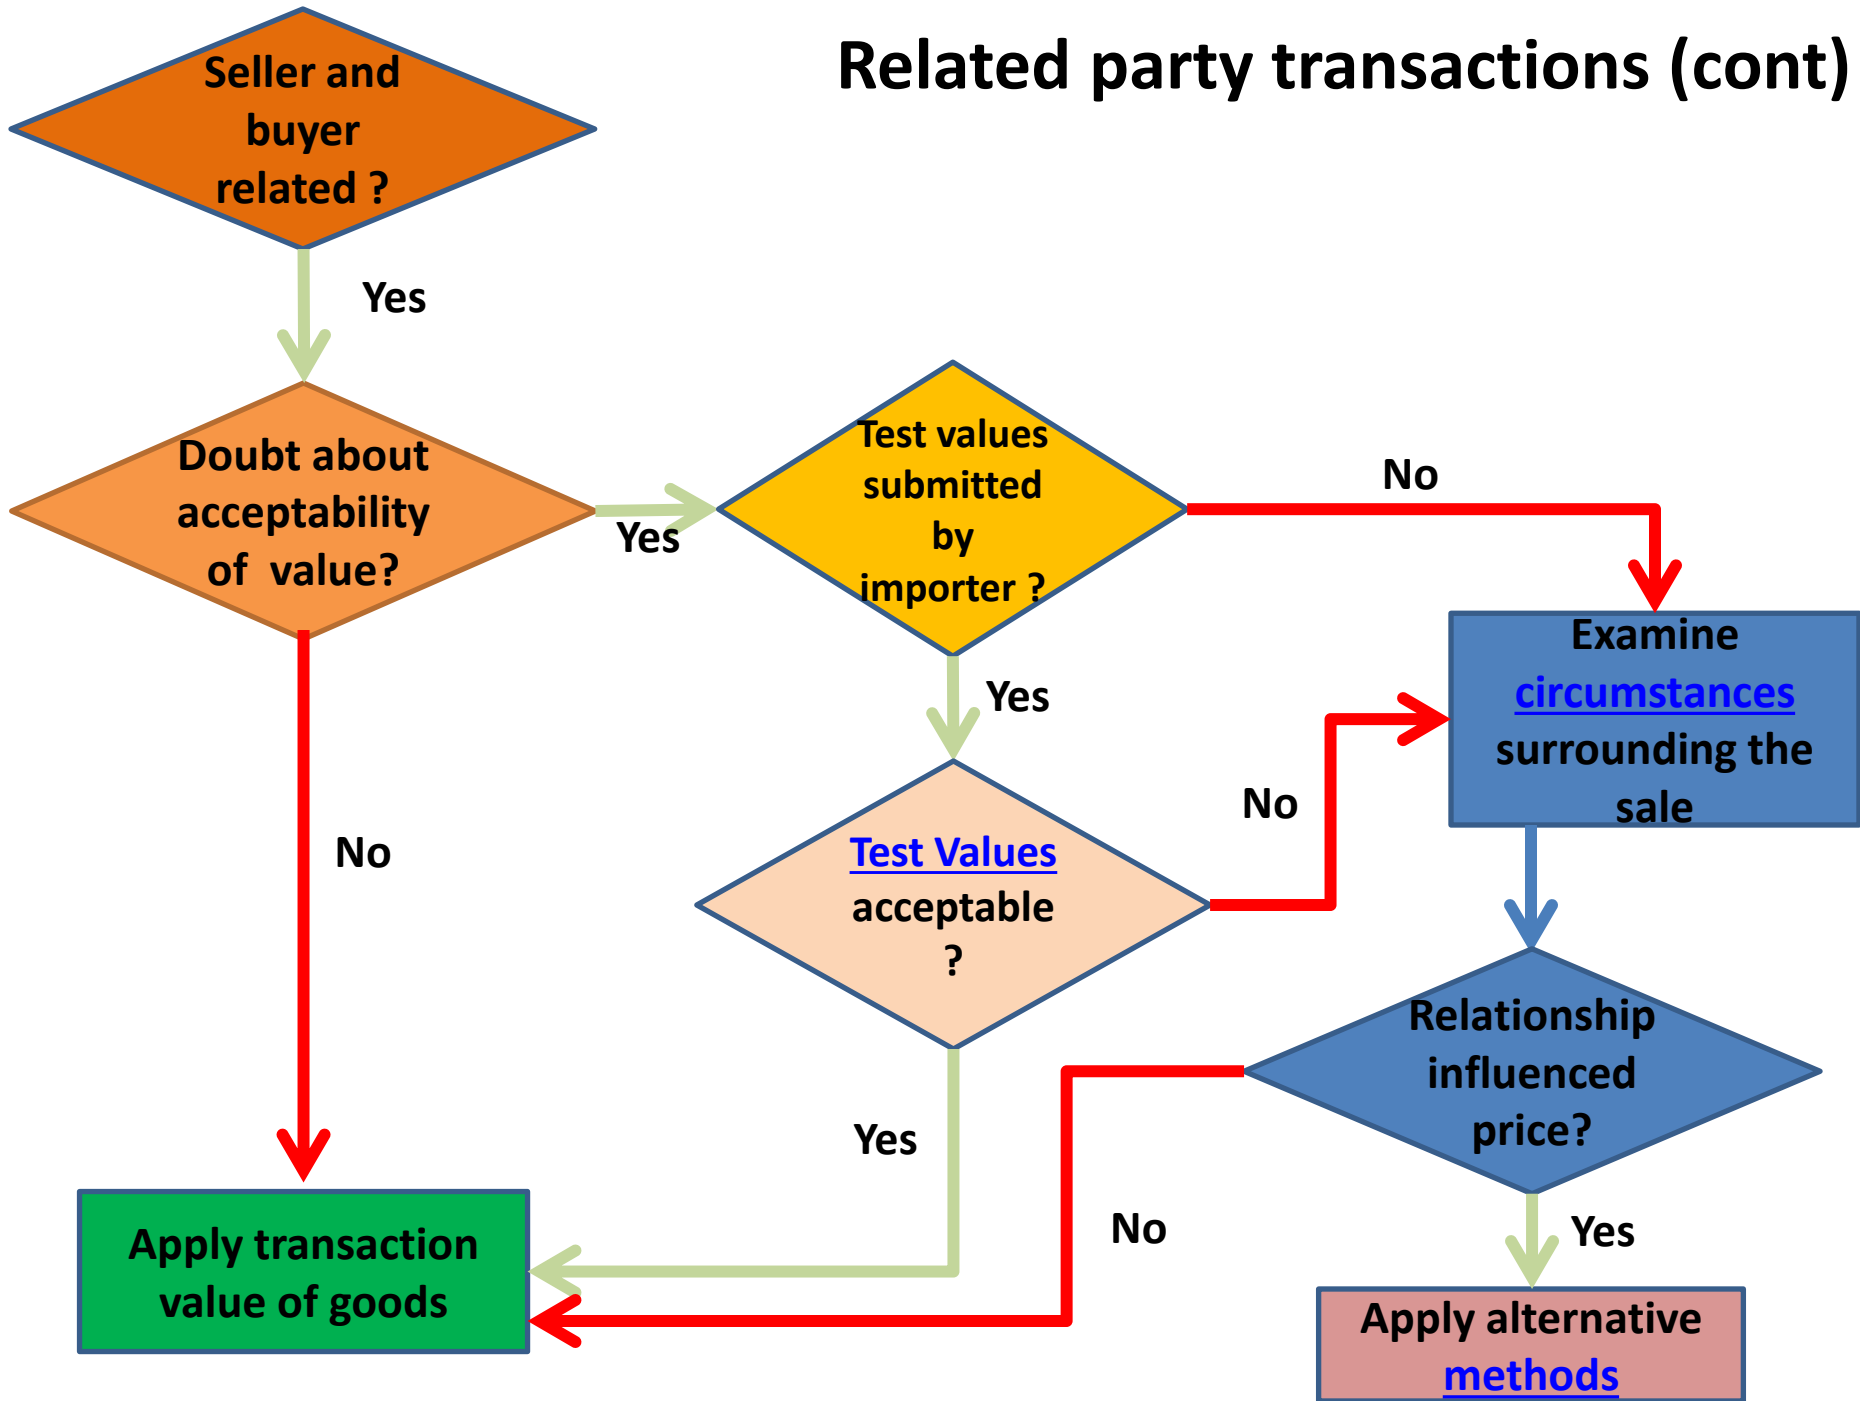 Related party transactions (cont)
Seller and
buyer
related ?
Yes
Doubt about
acceptability
of value?
Yes
Test values
submitted
by
importer ?
No
Examine
circumstances
surrounding the
sale
Yes
No
Test Values
acceptable
?
No
Relationship
influenced
price?
Yes
No
Yes
Apply transaction
value of goods
Apply alternative
methods